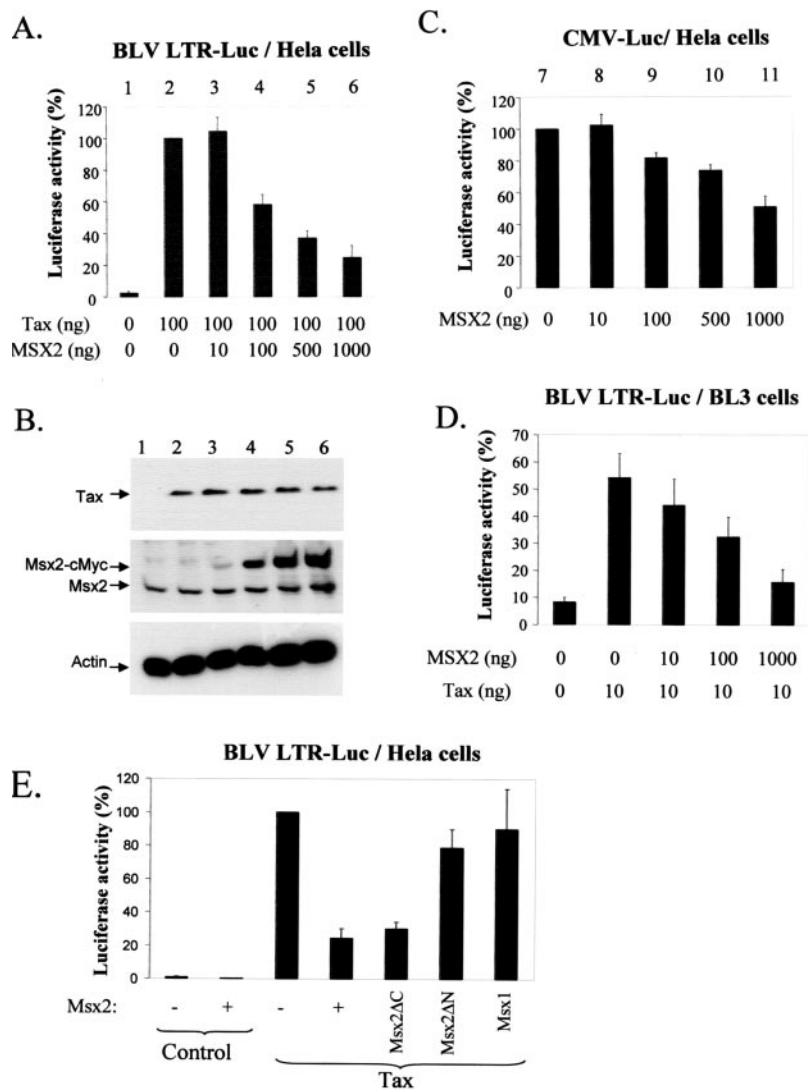 A.
BLV LTR-Luc / Hela cells
1 2 3 4 5 6
Luciferase activity (%)
120
100
80
60
40
20
0
Tax (ng) 0 100 100 100 100 100
MSX2 (ng) 0 0 10 100 500 1000
C.
CMV-Luc/ Hela cells
7 8 9 10 11
Luciferase activity (%)
120
100
80
60
40
20
0
MSX2 (ng) 0 10 100 500 1000
B.
1 2 3 4 5 6
Tax
Msx2-cMyc
Msx2
Actin
D.
BLV LTR-Luc / BL3 cells
Luciferase activity (%)
70
60
50
40
30
20
10
0
MSX2 (ng) 0 0 10 100 1000
Tax (ng) 0 10 10 10 10
E.
BLV LTR-Luc / Hela cells
Luciferase activity (%)
120
100
80
60
40
20
0
Msx2: - + - + Msx2ΔC Msx2ΔN Msx1
Control
Tax